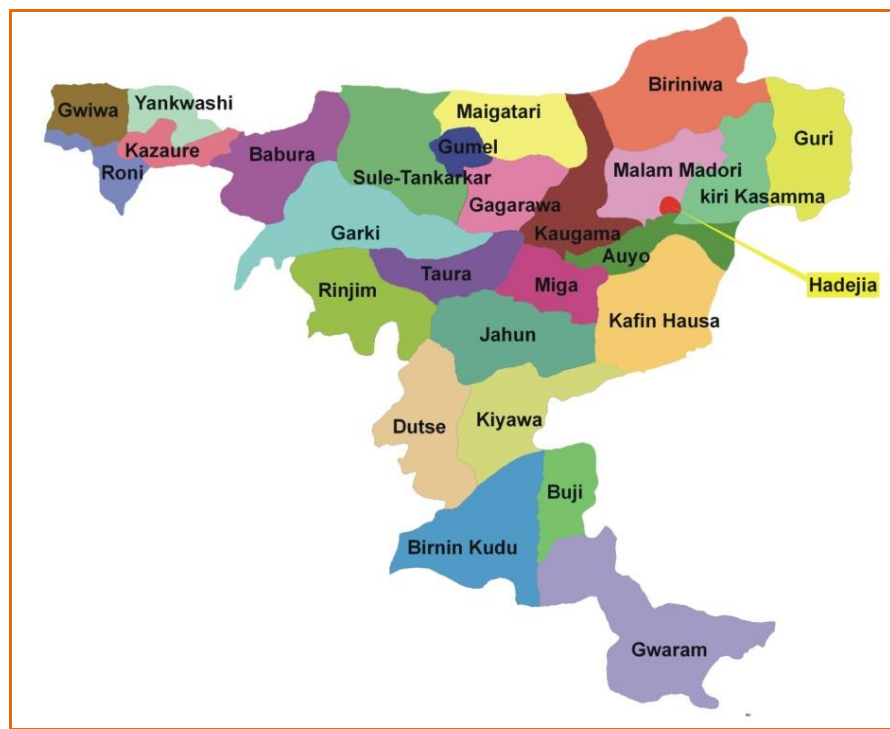 Gwiwa
Yankwashi
Maigatari
Biriniwa
Kazaure
Babura
Gumel
Guri
Roni
Sule-Tankarkar
Malam Madori
Gagarawa
kiri Kasamma
Garki
Kaugama
Auyo
Taura
Hadejia
Rinjim
Miga
Kafin Hausa
Jahun
Dutse
Kiyawa
Buji
Birnin Kudu
Gwaram